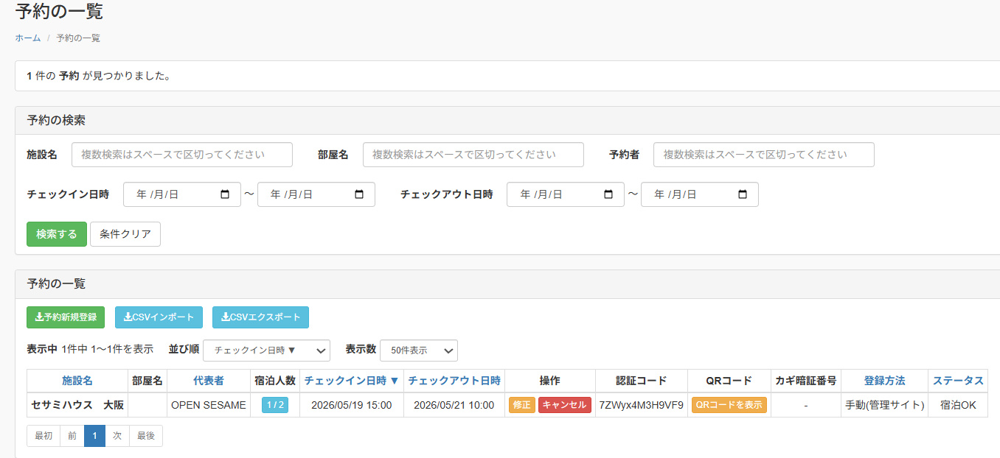 予約の一覧
ホーム / 予約の一覧
1 件の 予約 が見つかりました。
予約の検索
施設名 複数検索はスペースで区切ってください 部屋名 複数検索はスペースで区切ってください 予約者 複数検索はスペースで区切ってください
チェックイン日時 年 /月/日 ～ 年 /月/日 チェックアウト日時 年 /月/日 ～ 年 /月/日
検索する 条件クリア
予約の一覧
予約新規登録 CSVインポート CSVエクスポート
表示中 1件中 1～1件を表示 並び順 チェックイン日時 ▼ 表示数 50件表示
施設名 部屋名 代表者 宿泊人数 チェックイン日時 ▼ チェックアウト日時 操作 認証コード QRコード カギ暗証番号 登録方法 ステータス
セサミハウス　大阪 OPEN SESAME 1 / 2 2026/05/19 15:00 2026/05/21 10:00 修正 キャンセル 7ZWyx4M3H9VF9 QRコードを表示 - 手動(管理サイト) 宿泊OK
最初 前 1 次 最後